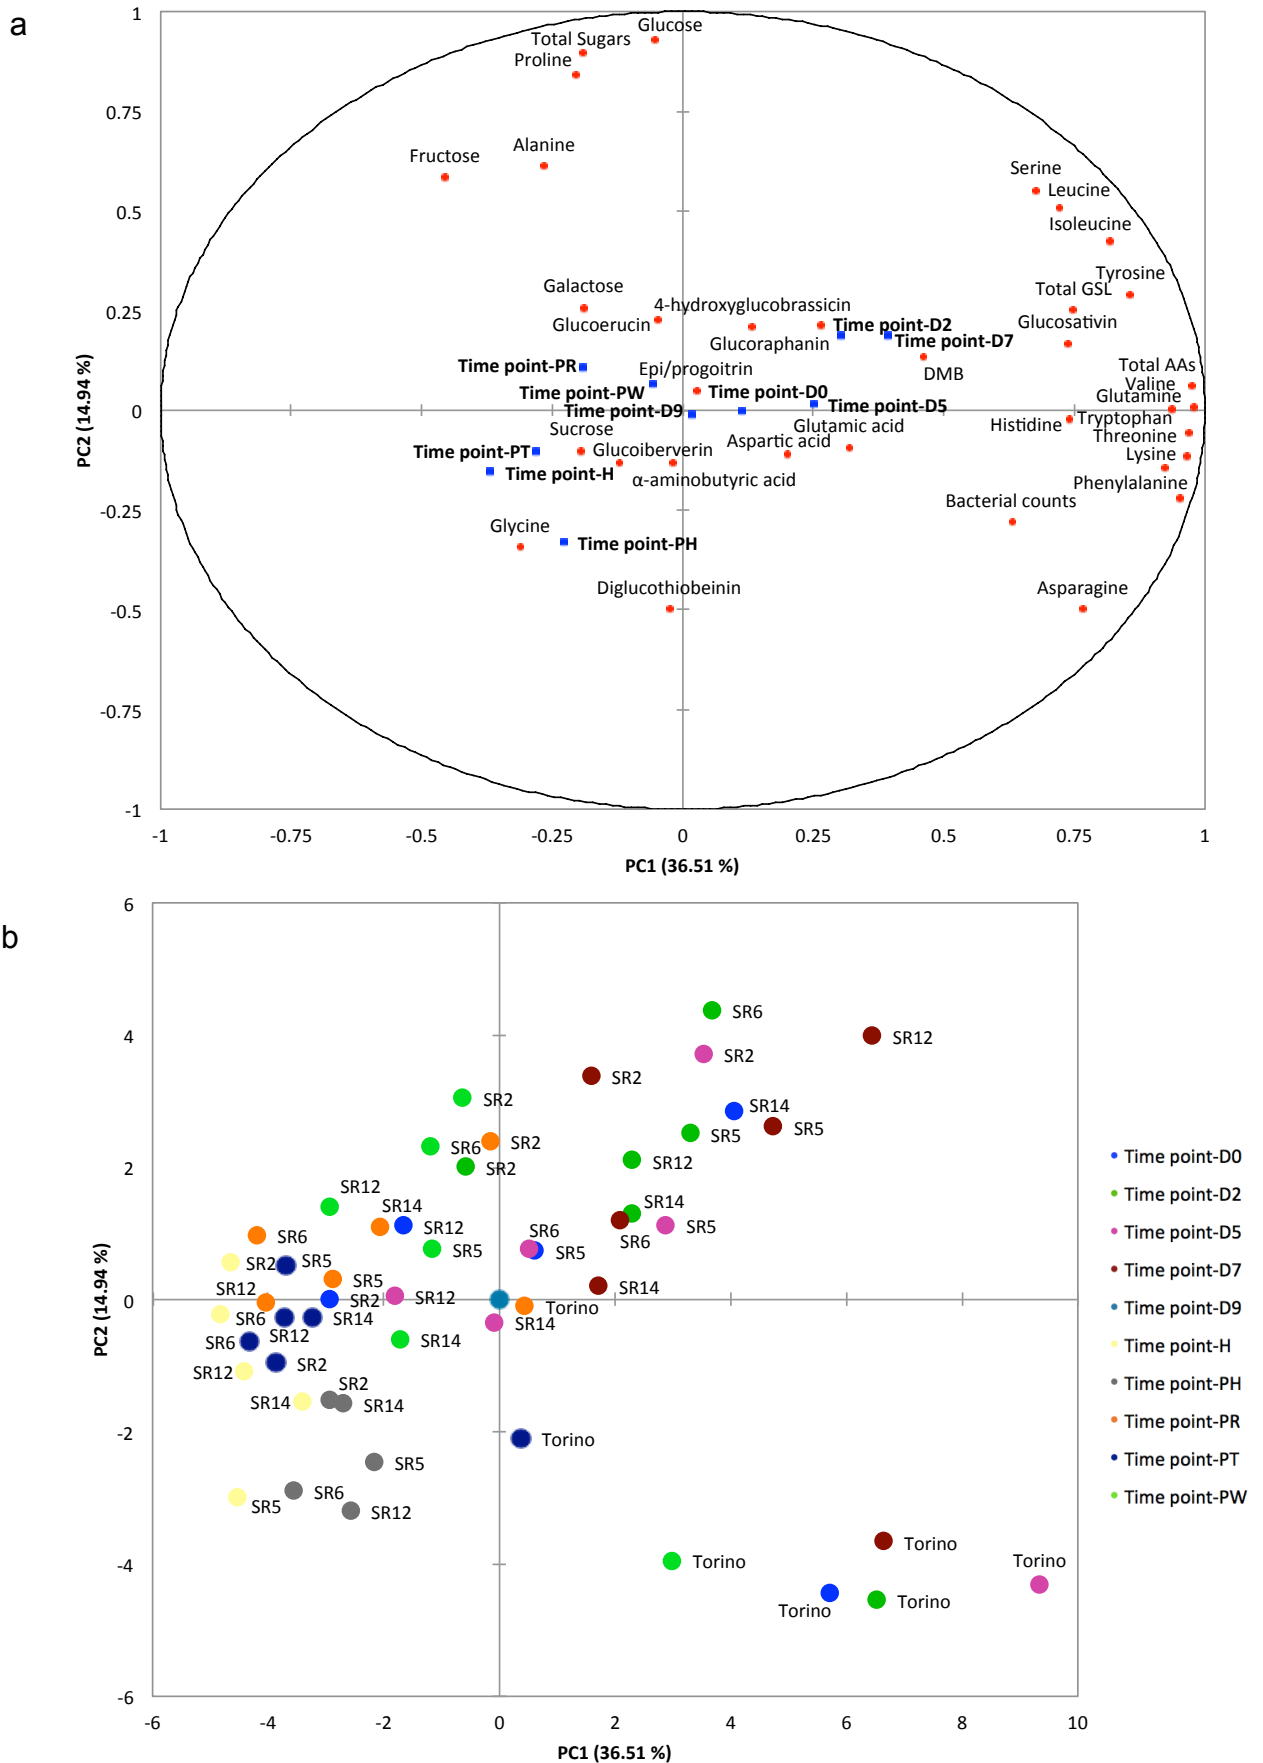 a
1
Glucose
Total Sugars
Proline
0.75
Alanine
Fructose
Serine
0.5
Leucine
Isoleucine
Tyrosine
Galactose
Total GSL
0.25
4-hydroxyglucobrassicin
Glucoerucin
Time point-D2
Glucosativin
Glucoraphanin
Time point-D7
Time point-PR
Epi/progoitrin
DMB
Total AAs
Time point-PW
Time point-D0
Valine
Glutamine
0
Time point-D9
Time point-D5
Sucrose
Glutamic acid
Histidine
Tryptophan
Aspartic acid
Threonine
Time point-PT
Glucoiberverin
Lysine
Time point-H
α-aminobutyric acid
Phenylalanine
Bacterial counts
-0.25
Glycine
Time point-PH
Diglucothiobeinin
Asparagine
-0.5
-0.75
-1
PC2 (14.94 %)
-1 -0.75 -0.5 -0.25 0 0.25 0.5 0.75 1
PC1 (36.51 %)
b
6
SR6
4
SR12
SR2
SR2
SR2
SR14
SR5
SR5
SR6
SR2
SR12
2
SR2
SR12
SR14
SR14
SR6
SR12
SR6
SR5
SR5
SR5
SR6
SR2
SR5
SR5
SR14
SR12
SR2
SR12
0
Torino
SR6
SR14
SR14
SR12
SR6
SR14
SR2
SR12
SR2
SR14
SR14
-2
Torino
SR5
SR6
SR5
SR12
Torino
Torino
Torino
-4
Torino
Torino
-6
PC2 (14.94 %)
-6 -4 -2 0 2 4 6 8 10
PC1 (36.51 %)
Time point-D0
Time point-D2
Time point-D5
Time point-D7
Time point-D9
Time point-H
Time point-PH
Time point-PR
Time point-PT
Time point-PW